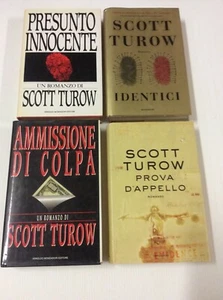 PRESUNTO
INNOCENTE
UN ROMANZO DI
SCOTT TUROW
SCOTT
TUROW
IDENTICI
AMMISSIONE
DI COLPA
UN ROMANZO DI
SCOTT TUROW
SCOTT
TUROW
PROVA
D'APPELLO